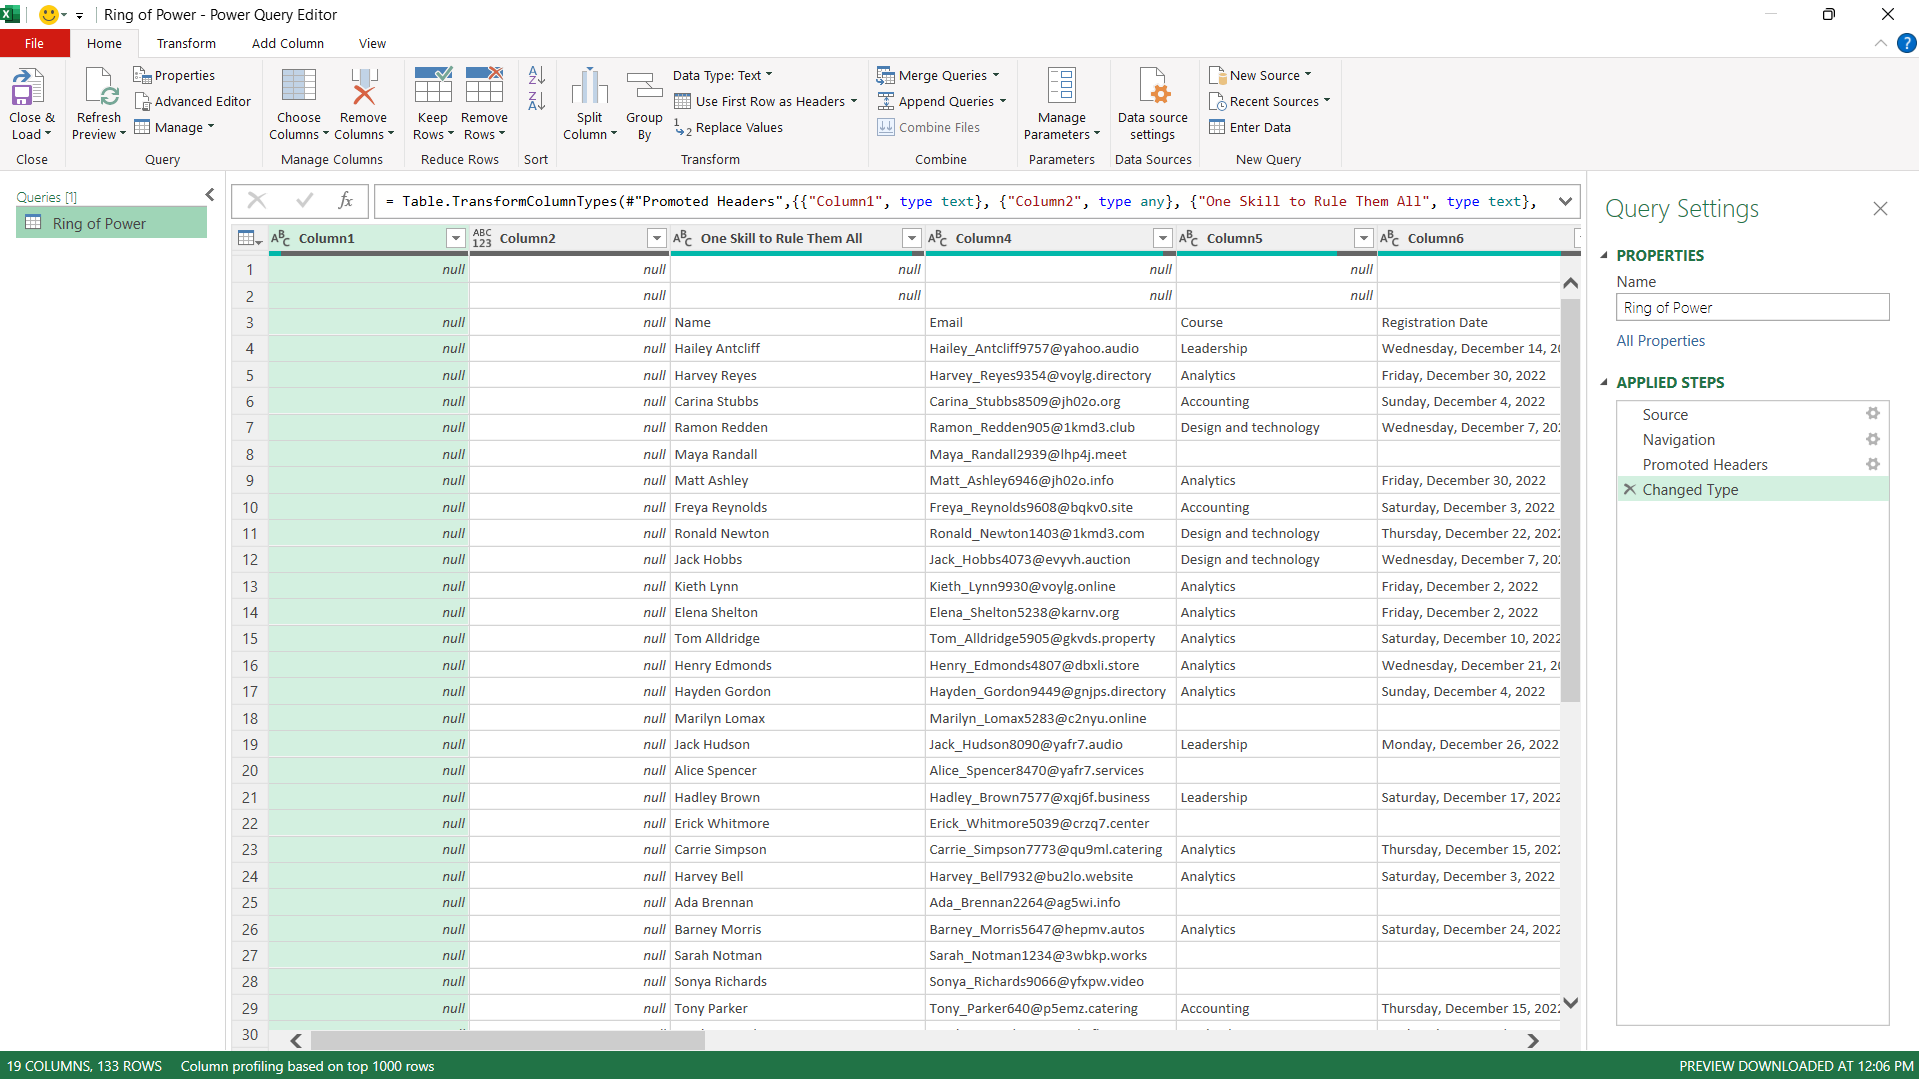 Ring of Power - Power Query Editor
File Home Transform Add Column View
Close & Load
Refresh Preview
Properties
Advanced Editor
Manage
Choose Columns
Remove Columns
Keep Rows
Remove Rows
Split Column
Group By
Data Type: Text
Use First Row as Headers
Replace Values
Merge Queries
Append Queries
Combine Files
Manage Parameters
Data source settings
New Source
Recent Sources
Enter Data
Close Query Manage Columns Reduce Rows Sort Transform Combine Parameters Data Sources New Query
Queries [1]
Ring of Power
fx = Table.TransformColumnTypes(#"Promoted Headers",{{"Column1", type text}, {"Column2", type any}, {"One Skill to Rule Them All", type text},
ABC Column1 ABC 123 Column2 ABC One Skill to Rule Them All ABC Column4 ABC Column5 ABC Column6
1 null null null null null
2 null null null null
3 null null Name Email Course Registration Date
4 null null Hailey Antcliff Hailey_Antcliff9757@yahoo.audio Leadership Wednesday, December 14, 20
5 null null Harvey Reyes Harvey_Reyes9354@voylg.directory Analytics Friday, December 30, 2022
6 null null Carina Stubbs Carina_Stubbs8509@jh02o.org Accounting Sunday, December 4, 2022
7 null null Ramon Redden Ramon_Redden905@1kmd3.club Design and technology Wednesday, December 7, 202
8 null null Maya Randall Maya_Randall2939@lhp4j.meet
9 null null Matt Ashley Matt_Ashley6946@jh02o.info Analytics Friday, December 30, 2022
10 null null Freya Reynolds Freya_Reynolds9608@bqkv0.site Accounting Saturday, December 3, 2022
11 null null Ronald Newton Ronald_Newton1403@1kmd3.com Design and technology Thursday, December 22, 2022
12 null null Jack Hobbs Jack_Hobbs4073@evyvh.auction Design and technology Wednesday, December 7, 202
13 null null Kieth Lynn Kieth_Lynn9930@voylg.online Analytics Friday, December 2, 2022
14 null null Elena Shelton Elena_Shelton5238@karnv.org Analytics Friday, December 2, 2022
15 null null Tom Alldridge Tom_Alldridge5905@gkvds.property Analytics Saturday, December 10, 2022
16 null null Henry Edmonds Henry_Edmonds4807@dbxli.store Analytics Wednesday, December 21, 20
17 null null Hayden Gordon Hayden_Gordon9449@gnjps.directory Analytics Sunday, December 4, 2022
18 null null Marilyn Lomax Marilyn_Lomax5283@c2nyu.online
19 null null Jack Hudson Jack_Hudson8090@yafr7.audio Leadership Monday, December 26, 2022
20 null null Alice Spencer Alice_Spencer8470@yafr7.services
21 null null Hadley Brown Hadley_Brown7577@xqj6f.business Leadership Saturday, December 17, 2022
22 null null Erick Whitmore Erick_Whitmore5039@crzq7.center
23 null null Carrie Simpson Carrie_Simpson7773@qu9ml.catering Analytics Thursday, December 15, 2022
24 null null Harvey Bell Harvey_Bell7932@bu2lo.website Analytics Saturday, December 3, 2022
25 null null Ada Brennan Ada_Brennan2264@ag5wi.info
26 null null Barney Morris Barney_Morris5647@hepmv.autos Analytics Saturday, December 24, 2022
27 null null Sarah Notman Sarah_Notman1234@3wbkp.works
28 null null Sonya Richards Sonya_Richards9066@yfxpw.video
29 null null Tony Parker Tony_Parker640@p5emz.catering Accounting Thursday, December 15, 2022
30
Query Settings
PROPERTIES
Name
Ring of Power
All Properties
APPLIED STEPS
Source
Navigation
Promoted Headers
Changed Type
19 COLUMNS, 133 ROWS Column profiling based on top 1000 rows PREVIEW DOWNLOADED AT 12:06 PM